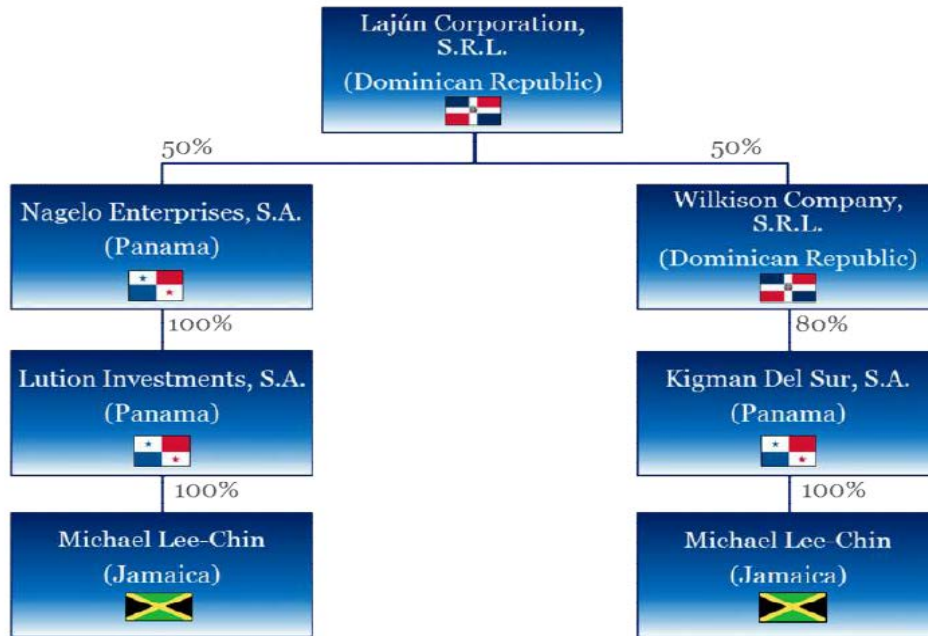 Lajún Corporation,
S.R.L.
(Dominican Republic)
50%
50%
Nagelo Enterprises, S.A.
(Panama)
Wilkison Company,
S.R.L.
(Dominican Republic)
100%
80%
Lution Investments, S.A.
(Panama)
Kigman Del Sur, S.A.
(Panama)
100%
100%
Michael Lee-Chin
(Jamaica)
Michael Lee-Chin
(Jamaica)